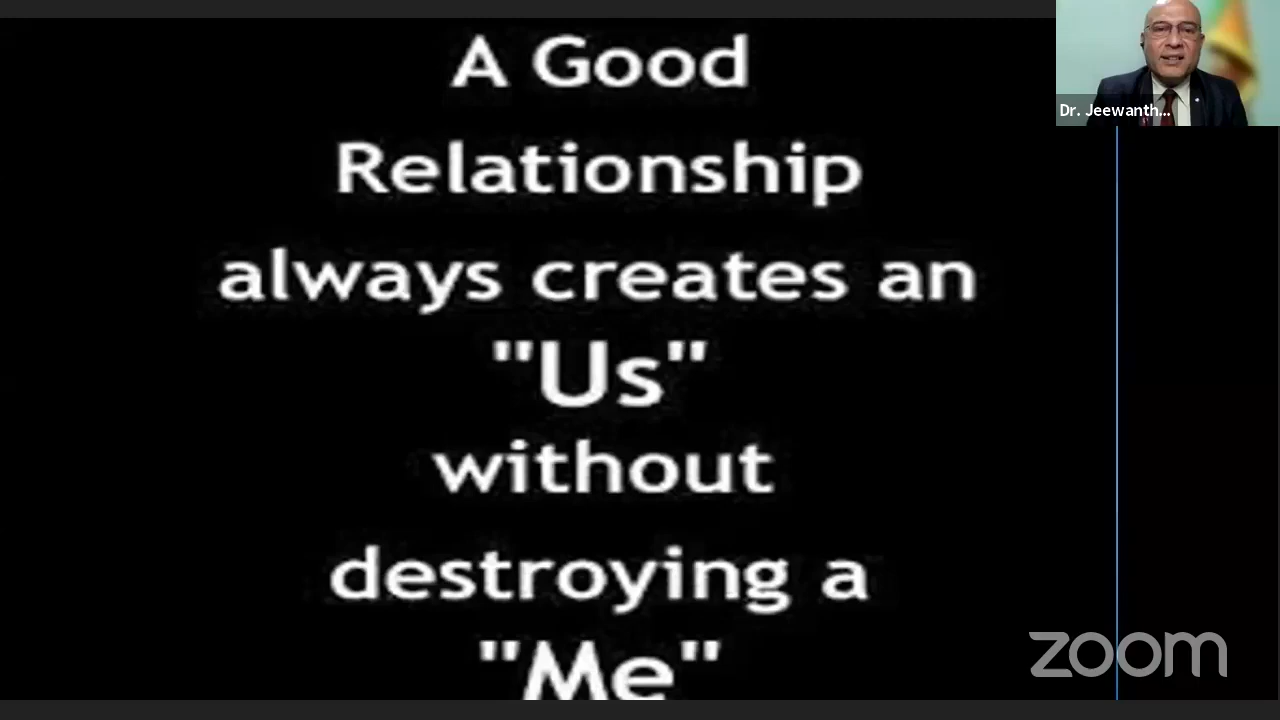 A Good
Relationship
always creates an
"Us"
without
destroying a
"Me"
Dr. Jeewanth...
zoom